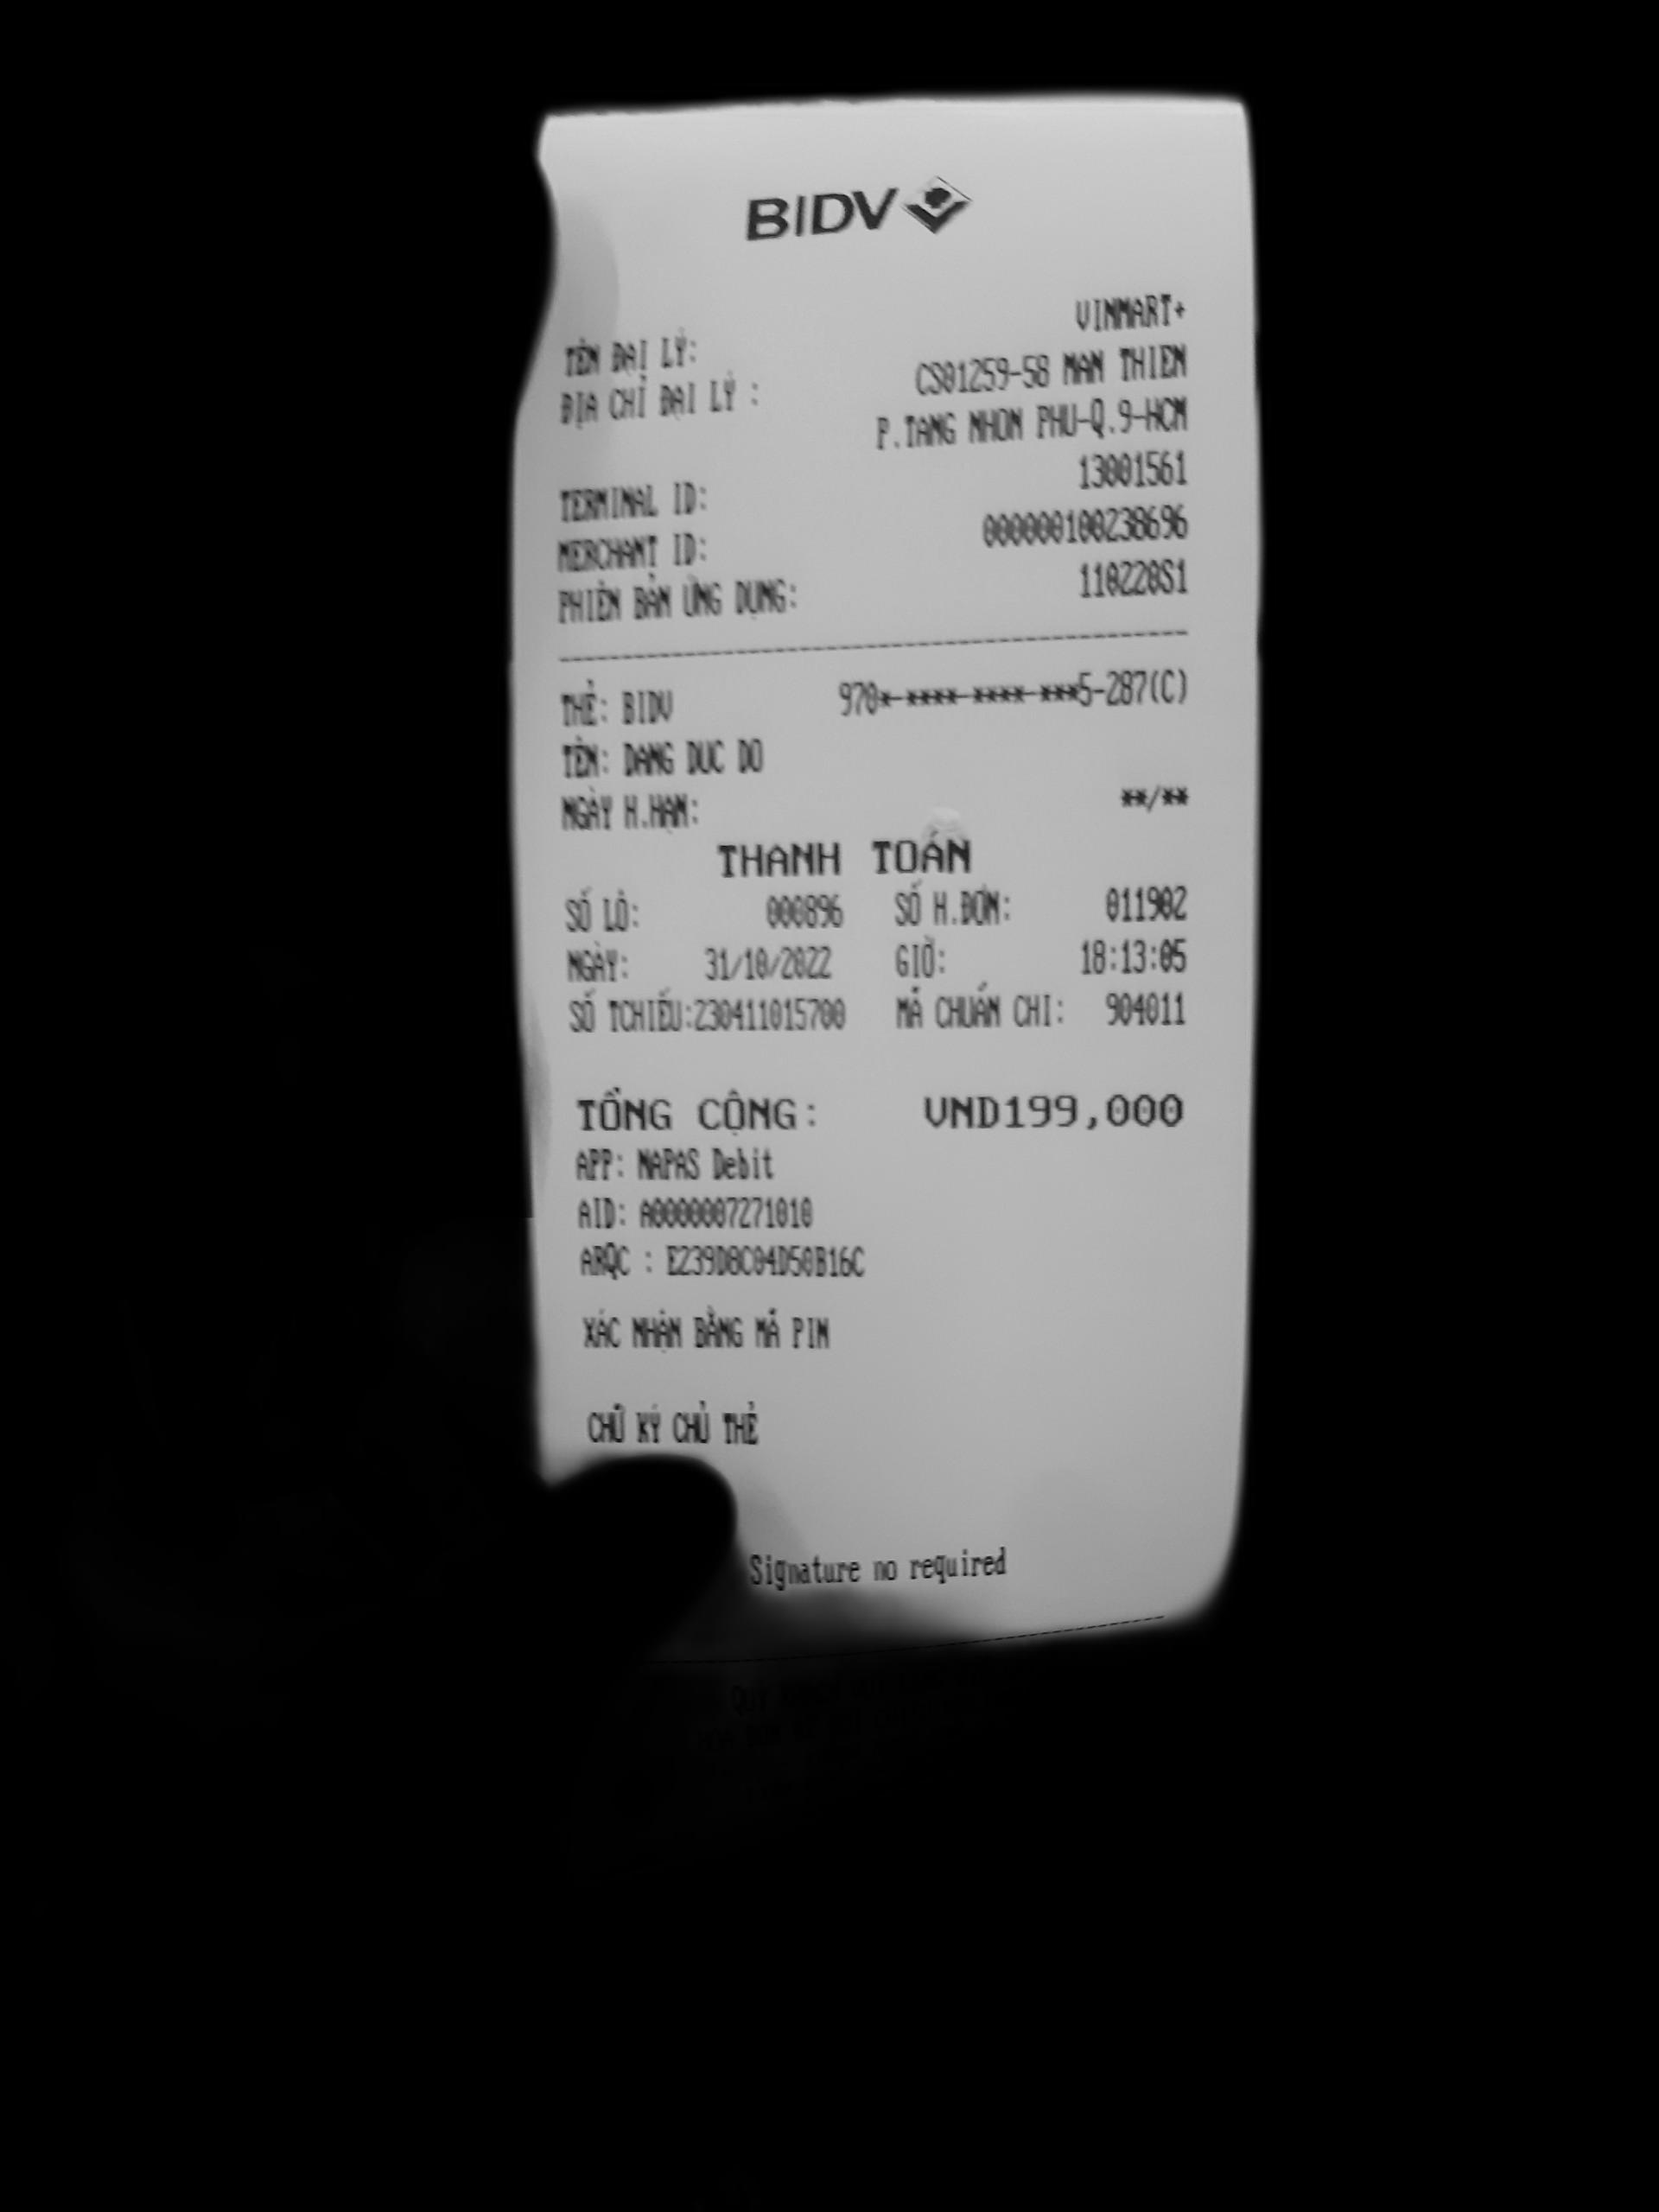 BIDV
TÊN ĐẠI LÝ: VINMART+
ĐỊA CHỈ ĐẠI LÝ : CS01259-58 MAN THIEN
P.TANG NHON PHU-Q.9-HCM
TERMINAL ID: 13001561
MERCHANT ID: 000000100238696
PHIÊN BẢN ỨNG DỤNG: 110220S1
THẺ: BIDV 970*-****-****-***5-287(C)
TÊN: DANG DUC DO
NGÀY H.HẠN: **/**
THANH TOÁN
SỐ LÔ: 000896 SỐ H.ĐƠN: 011902
NGÀY: 31/10/2022 GIỜ: 18:13:05
SỐ TCHIẾU:230411015700 MÃ CHUẨN CHI: 904011
TỔNG CỘNG: VND199,000
APP: NAPAS Debit
AID: A0000007271010
ARQC : E239D8C04D50B16C
XÁC NHẬN BẰNG MÃ PIN
CHỮ KÝ CHỦ THẺ
Signature no required